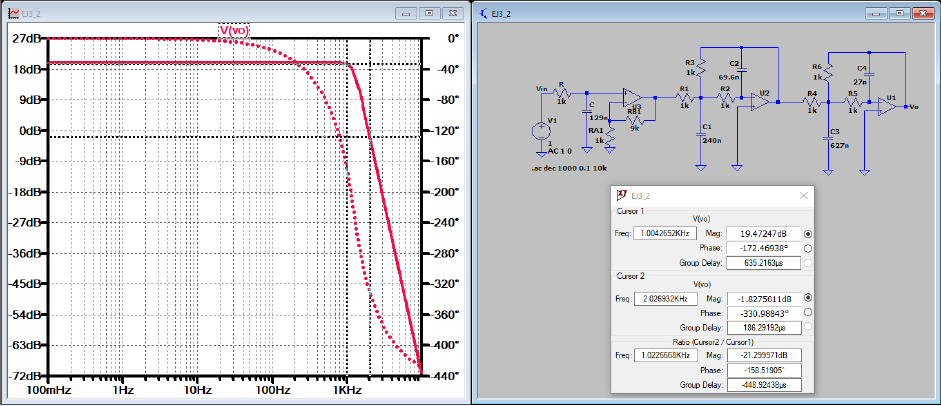 EJ3_2
V(vo)
27dB
18dB
9dB
0dB
-9dB
-18dB
-27dB
-36dB
-45dB
-54dB
-63dB
-72dB
0°
-40°
-80°
-120°
-160°
-200°
-240°
-280°
-320°
-360°
-400°
-440°
100mHz
1Hz
10Hz
100Hz
1KHz
EJ3_2
Vin
R
1k
V1
1
AC 1 0
C
129n
U3
RB1
9k
RA1
1k
R1
1k
R3
1k
C2
69.6n
R2
1k
U2
C1
240n
R4
1k
R6
1k
C4
27n
R5
1k
U1
Vo
C3
627n
.ac dec 1000 0.1 10k
EJ3_2
Cursor 1
V(vo)
Freq: 1.0042652KHz Mag: 19.47247dB
Phase: -172.46938°
Group Delay: 635.2163µs
Cursor 2
V(vo)
Freq: 2.026932KHz Mag: -1.8275011dB
Phase: -330.98843°
Group Delay: 186.29192µs
Ratio (Cursor2 / Cursor1)
Freq: 1.0226668KHz Mag: -21.299971dB
Phase: -158.51905°
Group Delay: -448.92438µs